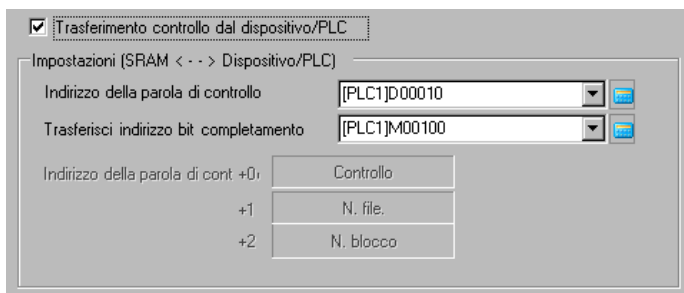 Trasferimento controllo dal dispositivo/PLC
Impostazioni (SRAM < - - > Dispositivo/PLC)
Indirizzo della parola di controllo [PLC1]D00010
Trasferisci indirizzo bit completamento [PLC1]M00100
Indirizzo della parola di cont +0 Controllo
+1 N. file.
+2 N. blocco